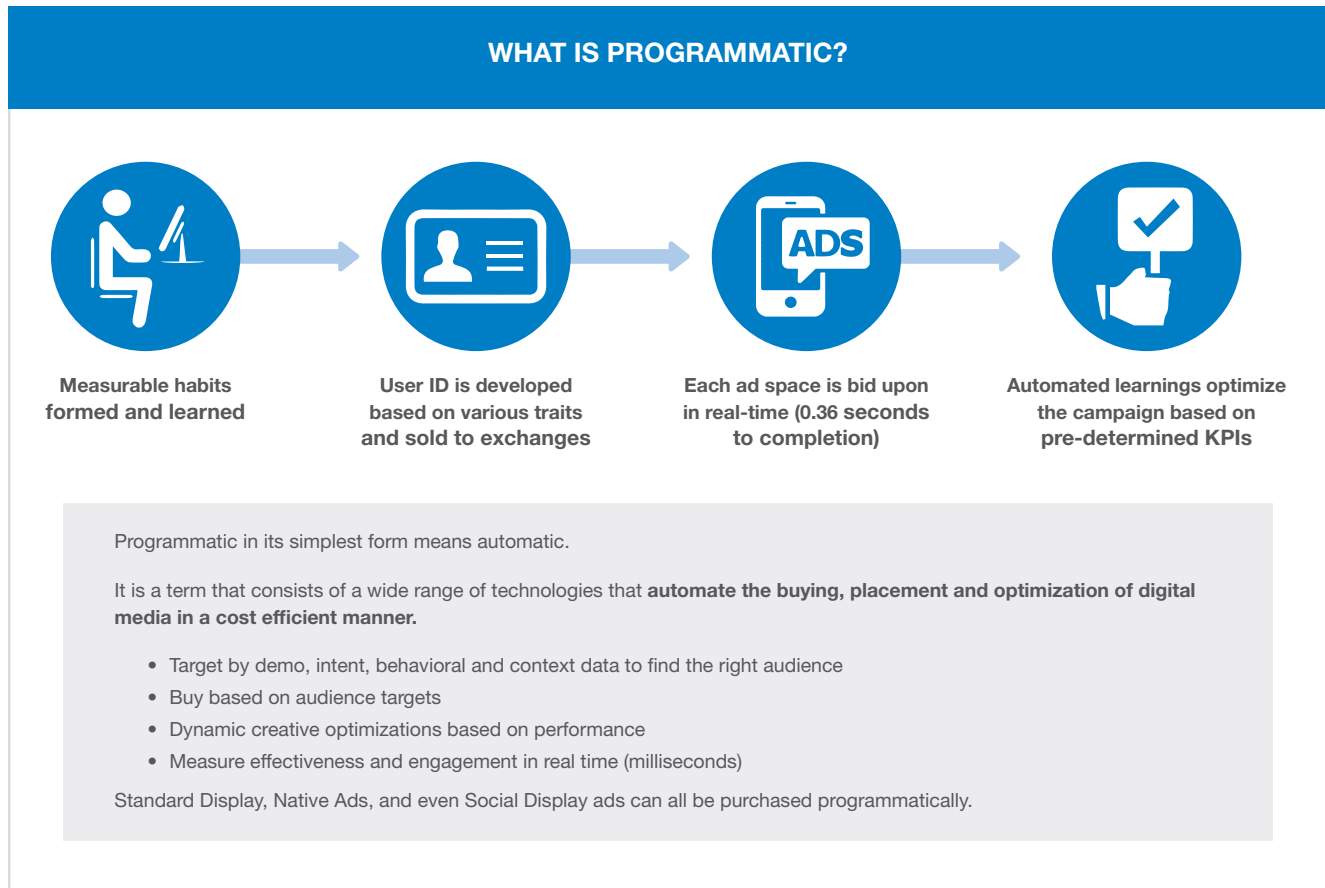 WHAT IS PROGRAMMATIC?
ADS
Measurable habits
formed and learned
User ID is developed
based on various traits
and sold to exchanges
Each ad space is bid upon
in real-time (0.36 seconds
to completion)
Automated learnings optimize
the campaign based on
pre-determined KPIs
Programmatic in its simplest form means automatic.
It is a term that consists of a wide range of technologies that automate the buying, placement and optimization of digital
media in a cost efficient manner.
• Target by demo, intent, behavioral and context data to find the right audience
• Buy based on audience targets
• Dynamic creative optimizations based on performance
• Measure effectiveness and engagement in real time (milliseconds)
Standard Display, Native Ads, and even Social Display ads can all be purchased programmatically.